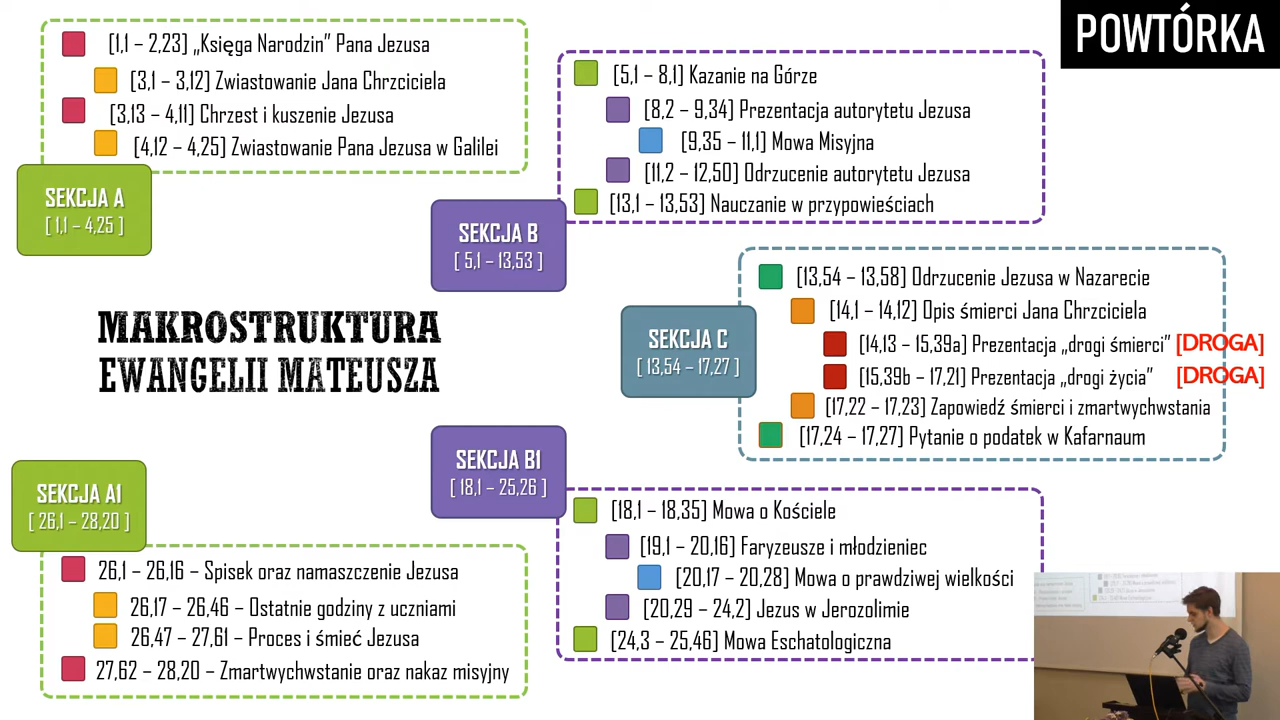 POWTÓRKA
[1,1 – 2,23] „Księga Narodzin” Pana Jezusa
[3,1 – 3,12] Zwiastowanie Jana Chrzciciela
[3,13 – 4,11] Chrzest i kuszenie Jezusa
[4,12 – 4,25] Zwiastowanie Pana Jezusa w Galilei
SEKCJA A
[ 1,1 – 4,25 ]
[5,1 – 8,1] Kazanie na Górze
[8,2 – 9,34] Prezentacja autorytetu Jezusa
[9,35 – 11,1] Mowa Misyjna
[11,2 – 12,50] Odrzucenie autorytetu Jezusa
[13,1 – 13,53] Nauczanie w przypowieściach
SEKCJA B
[ 5,1 – 13,53 ]
MAKROSTRUKTURA
EWANGELII MATEUSZA
SEKCJA C
[ 13,54 – 17,27 ]
[13,54 – 13,58] Odrzucenie Jezusa w Nazarecie
[14,1 – 14,12] Opis śmierci Jana Chrzciciela
[14,13 – 15,39a] Prezentacja „drogi śmierci” [DROGA]
[15,39b – 17,21] Prezentacja „drogi życia” [DROGA]
[17,22 – 17,23] Zapowiedź śmierci i zmartwychwstania
[17,24 – 17,27] Pytanie o podatek w Kafarnaum
SEKCJA B1
[ 18,1 – 25,26 ]
[18,1 – 18,35] Mowa o Kościele
[19,1 – 20,16] Faryzeusze i młodzieniec
[20,17 – 20,28] Mowa o prawdziwej wielkości
[20,29 – 24,2] Jezus w Jerozolimie
[24,3 – 25,46] Mowa Eschatologiczna
SEKCJA A1
[ 26,1 – 28,20 ]
26,1 – 26,16 – Spisek oraz namaszczenie Jezusa
26,17 – 26,46 – Ostatnie godziny z uczniami
26,47 – 27,61 – Proces i śmieć Jezusa
27,62 – 28,20 – Zmartwychwstanie oraz nakaz misyjny